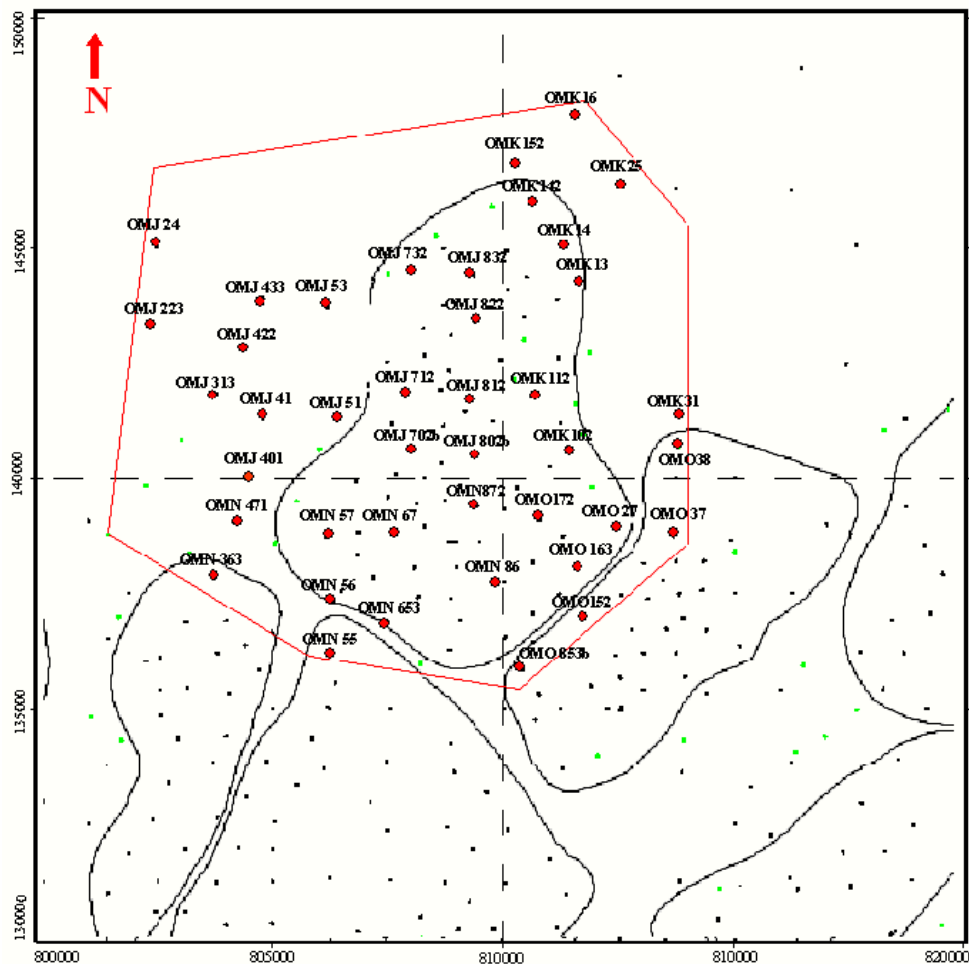 150000
N
OMK 16
OMK 152
OMK 25
OMK 142
OMJ 24
OMK 14
OMJ 732
OMJ 832
OMK 13
145000
OMJ 433
OMJ 53
OMJ 223
OMJ 822
OMJ 422
OMJ 313
OMJ 41
OMJ 51
OMJ 712
OMJ 812
OMK 112
OMK 31
OMJ 702b
OMJ 802b
OMK 102
OMO38
OMJ 401
140000
OMN 471
OMN872
OMO172
OMN 57
OMN 67
OMO 27
OMO 37
OMN 363
OMO 163
OMN 86
OMN 56
OMN 653
OMO152
OMN 55
OMO 853b
135000
130000
800000
805000
810000
810000
820000